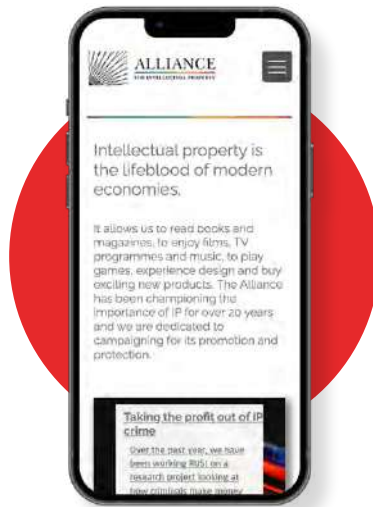 ALLIANCE
FOR INTELLECTUAL PROPERTY
Intellectual property is
the lifeblood of modern
economies.
It allows us to read books and
magazines, to enjoy films, TV
programmes and music, to play
games, experience design and buy
exciting new products. The Alliance
has been championing the
importance of IP for over 20 years
and we are dedicated to
campaigning for its promotion and
protection.
Taking the profit out of IP
crime
Over the past year, we have
been working RUSI on a
research project looking at
how criminals make money